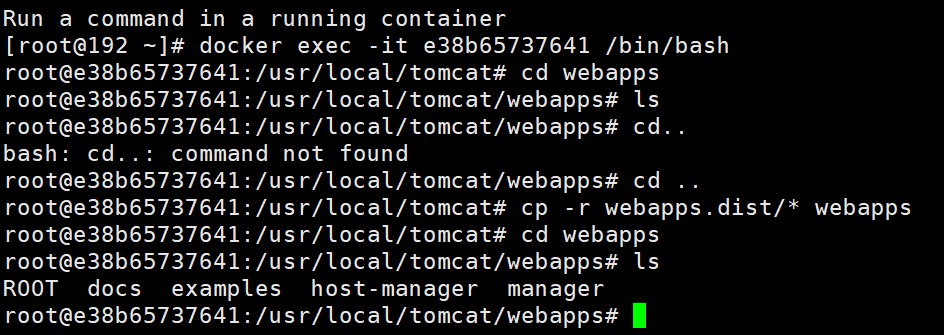 Run a command in a running container
[root@192 ~]# docker exec -it e38b65737641 /bin/bash
root@e38b65737641:/usr/local/tomcat# cd webapps
root@e38b65737641:/usr/local/tomcat/webapps# ls
root@e38b65737641:/usr/local/tomcat/webapps# cd..
bash: cd..: command not found
root@e38b65737641:/usr/local/tomcat/webapps# cd ..
root@e38b65737641:/usr/local/tomcat# cp -r webapps.dist/* webapps
root@e38b65737641:/usr/local/tomcat# cd webapps
root@e38b65737641:/usr/local/tomcat/webapps# ls
ROOT  docs  examples  host-manager  manager
root@e38b65737641:/usr/local/tomcat/webapps#